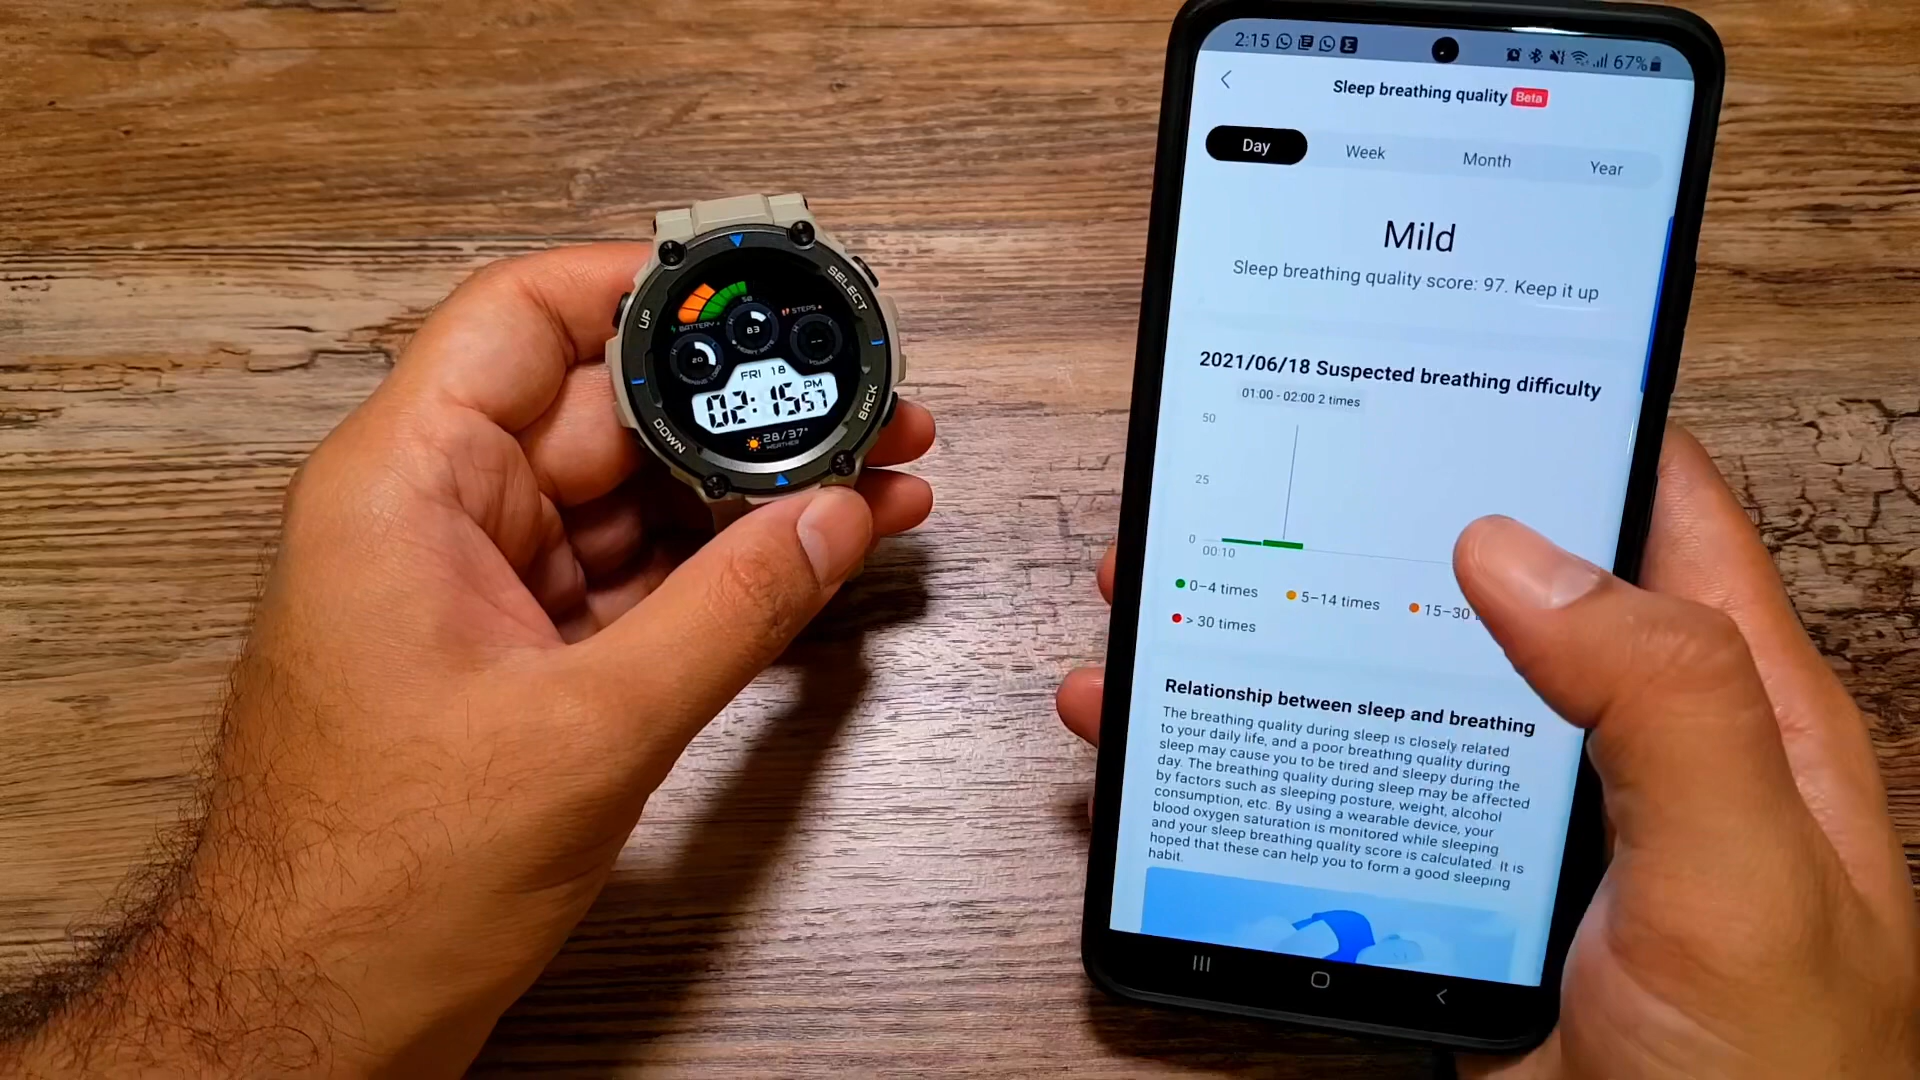 SELECT
UP
BACK
DOWN
50
BATTERY
STEPS
83
HEART RATE
20
TRAINING LOAD
--
FRI 18
PM
02:15 57
28/37°
WEATHER
2:15
67%
Sleep breathing quality Beta
Day Week Month Year
Mild
Sleep breathing quality score: 97. Keep it up
2021/06/18 Suspected breathing difficulty
01:00 - 02:00 2 times
50
25
0
00:10
0–4 times 5–14 times 15–30
> 30 times
Relationship between sleep and breathing
The breathing quality during sleep is closely related
to your daily life, and a poor breathing quality during
sleep may cause you to be tired and sleepy during the
day. The breathing quality during sleep may be affected
by factors such as sleeping posture, weight, alcohol
consumption, etc. By using a wearable device, your
blood oxygen saturation is monitored while sleeping
and your sleep breathing quality score is calculated. It is
hoped that these can help you to form a good sleeping
habit.